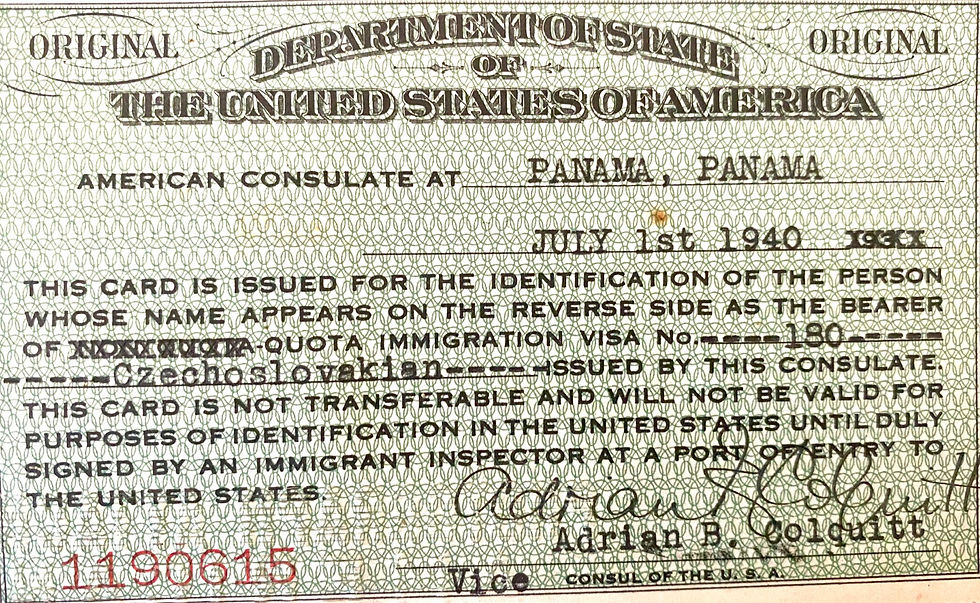 ORIGINAL DEPARTMENT OF STATE ORIGINAL
OF
THE UNITED STATES OF AMERICA
AMERICAN CONSULATE AT PANAMA, PANAMA
JULY 1st 1940
THIS CARD IS ISSUED FOR THE IDENTIFICATION OF THE PERSON
WHOSE NAME APPEARS ON THE REVERSE SIDE AS THE BEARER
OF A-QUOTA IMMIGRATION VISA No.----180-----
-----Czechoslovakian-----ISSUED BY THIS CONSULATE.
THIS CARD IS NOT TRANSFERABLE AND WILL NOT BE VALID FOR
PURPOSES OF IDENTIFICATION IN THE UNITED STATES UNTIL DULY
SIGNED BY AN IMMIGRANT INSPECTOR AT A PORT OF ENTRY TO
THE UNITED STATES.
Adrian B Colquitt
Adrian B. Colquitt
1190615
Vice CONSUL OF THE U. S. A.